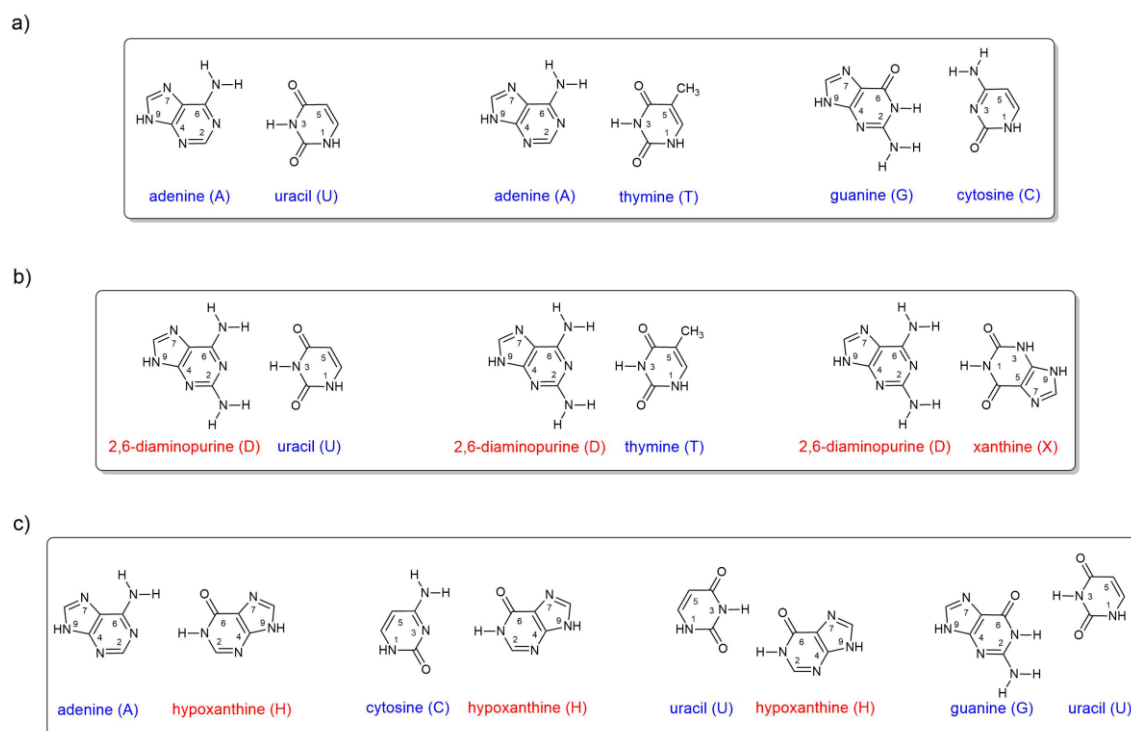 a)
adenine (A) uracil (U) adenine (A) thymine (T) guanine (G) cytosine (C)
b)
2,6-diaminopurine (D) uracil (U) 2,6-diaminopurine (D) thymine (T) 2,6-diaminopurine (D) xanthine (X)
c)
adenine (A) hypoxanthine (H) cytosine (C) hypoxanthine (H) uracil (U) hypoxanthine (H) guanine (G) uracil (U)